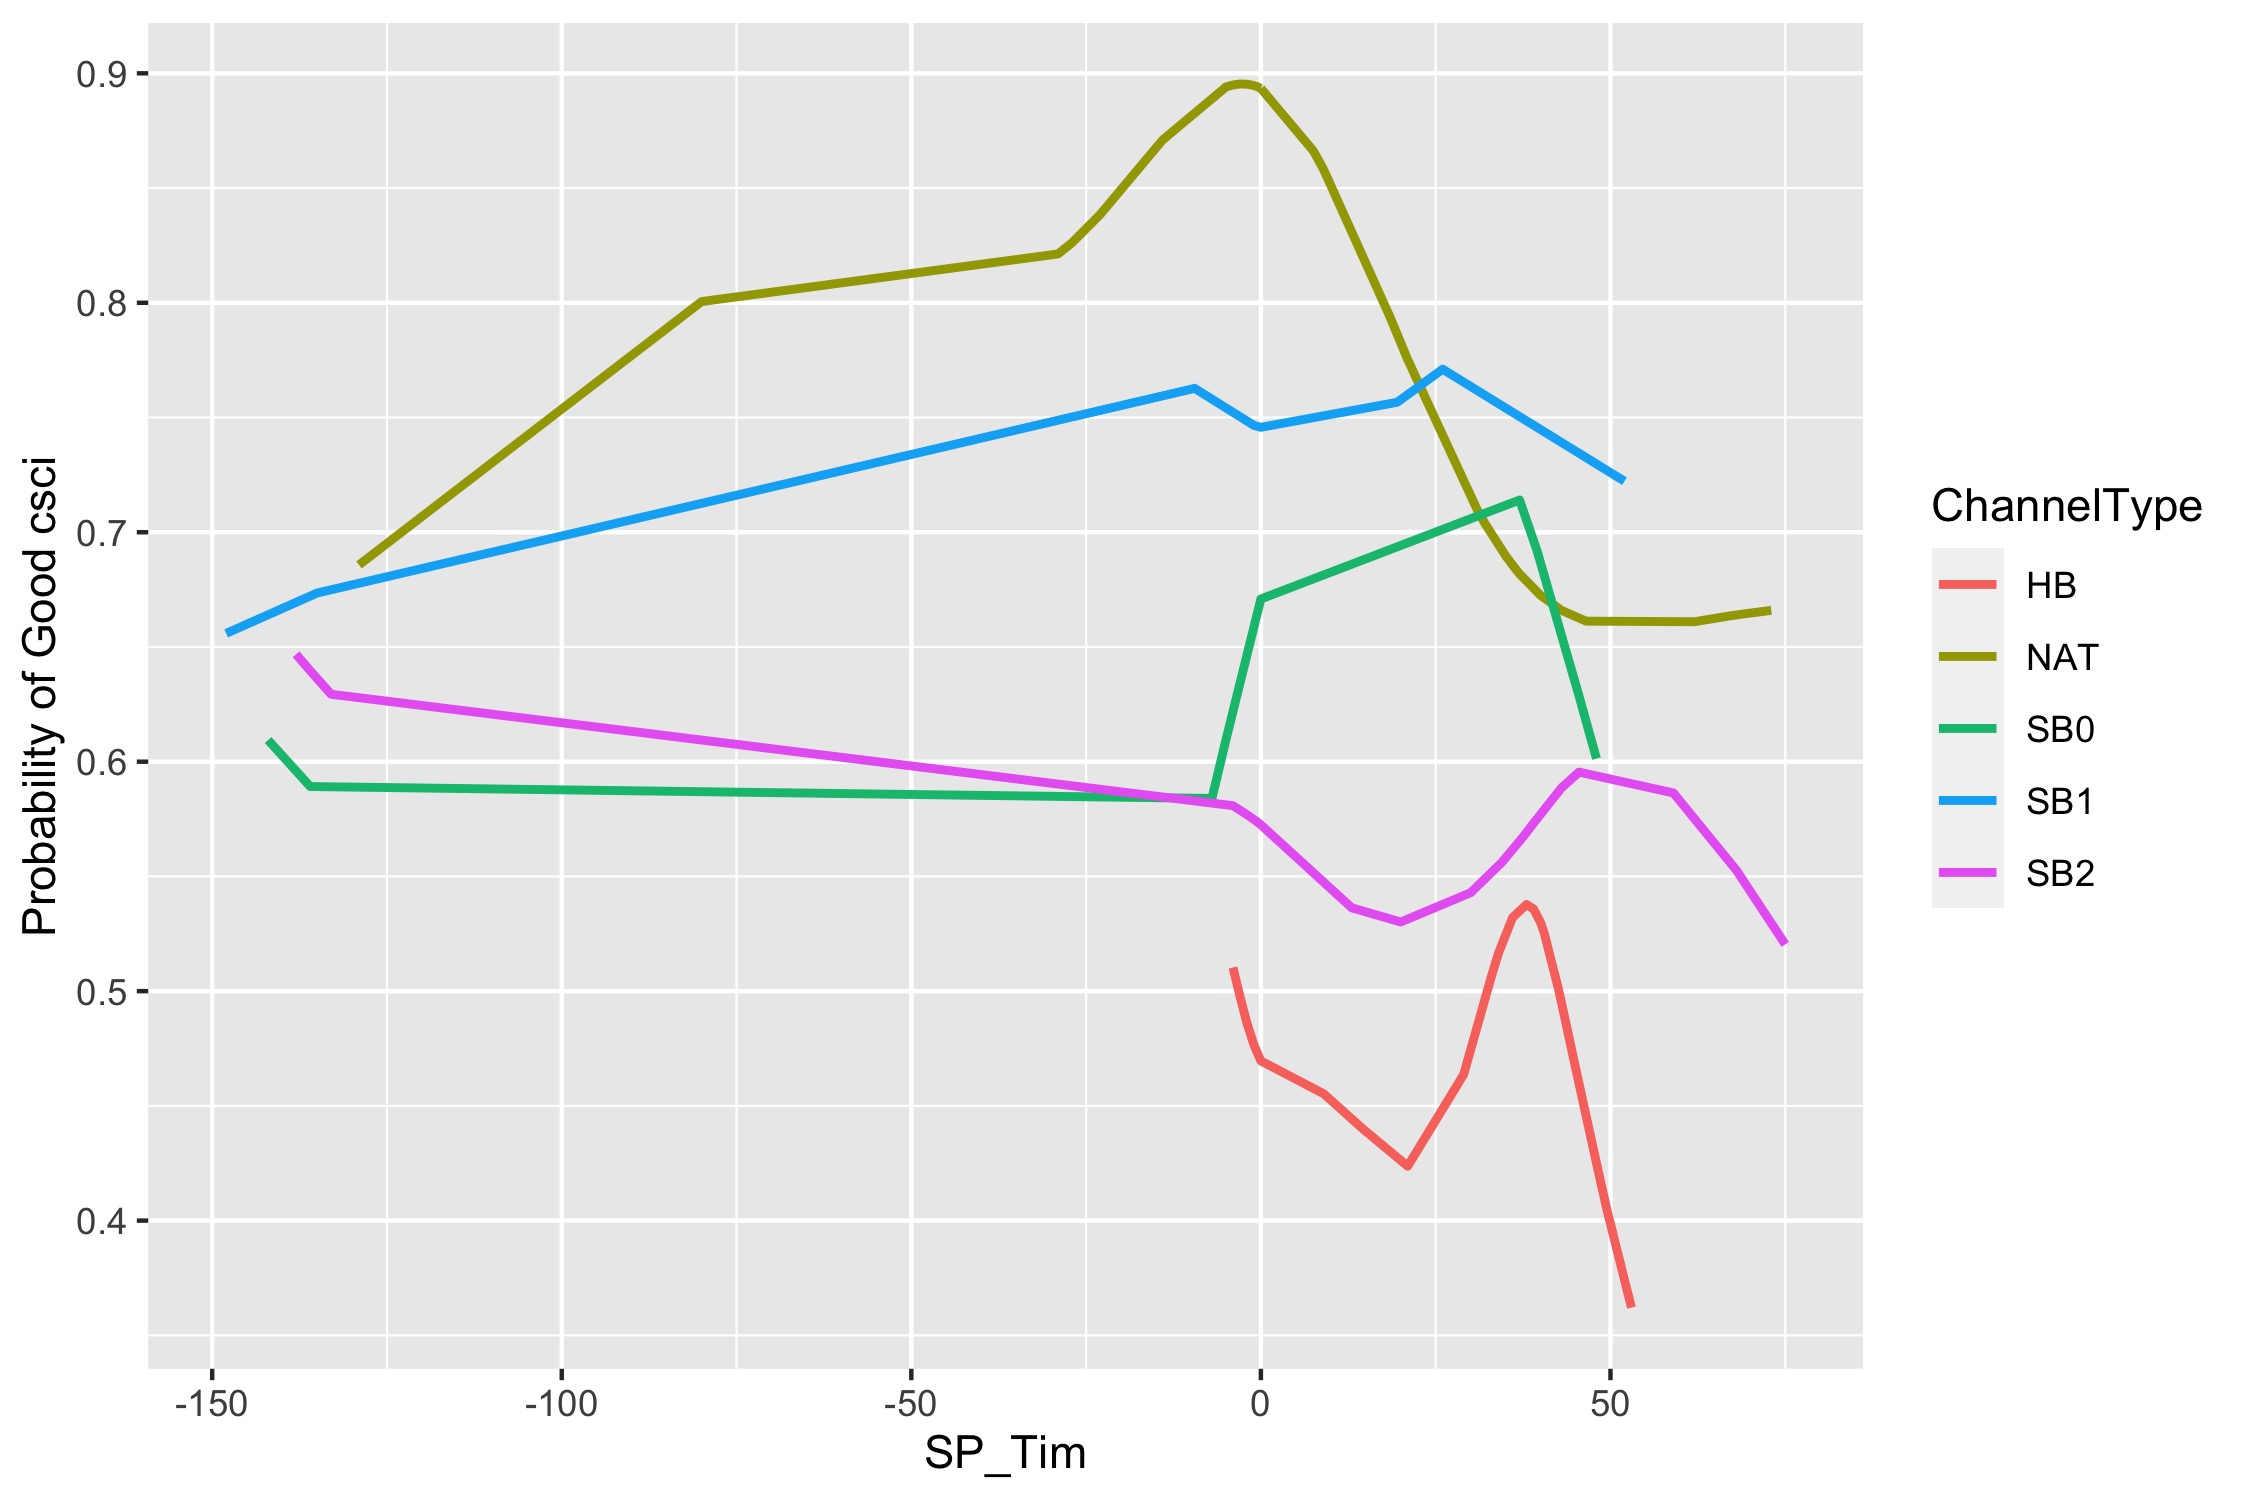 0.9
0.8
0.7
0.6
0.5
0.4
Probability of Good csci
-150 -100 -50 0 50
SP_Tim
ChannelType
HB
NAT
SB0
SB1
SB2